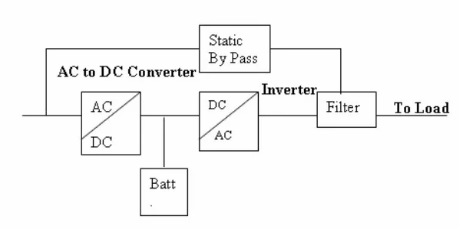 Static
By Pass
AC to DC Converter
Inverter
AC
DC
DC
AC
Filter
To Load
Batt
.